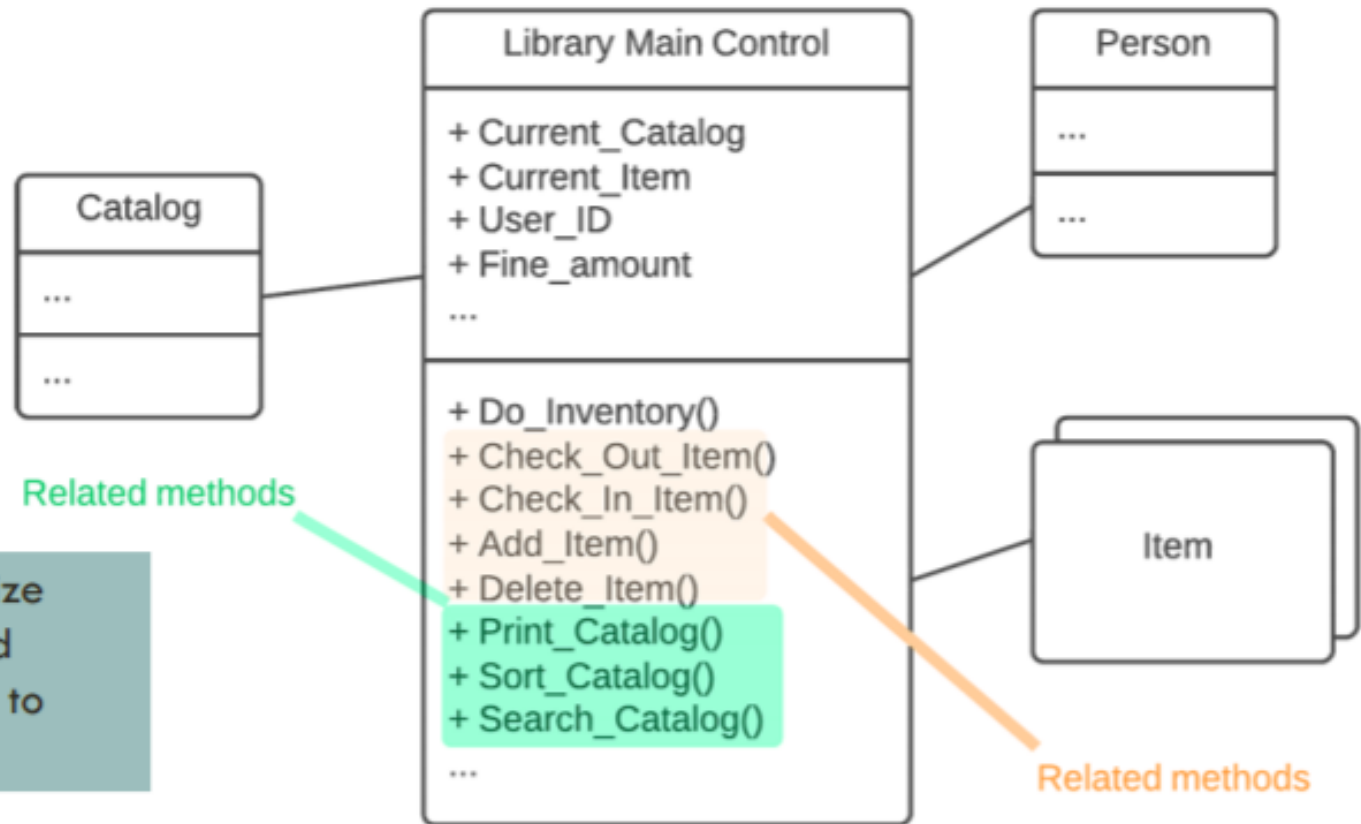 Library Main Control
+ Current_Catalog
+ Current_Item
+ User_ID
+ Fine_amount
...
+ Do_Inventory()
+ Check_Out_Item()
+ Check_In_Item()
+ Add_Item()
+ Delete_Item()
+ Print_Catalog()
+ Sort_Catalog()
+ Search_Catalog()
...
Catalog
...
...
Person
...
...
Item
Related methods
Related methods
ze
d
to